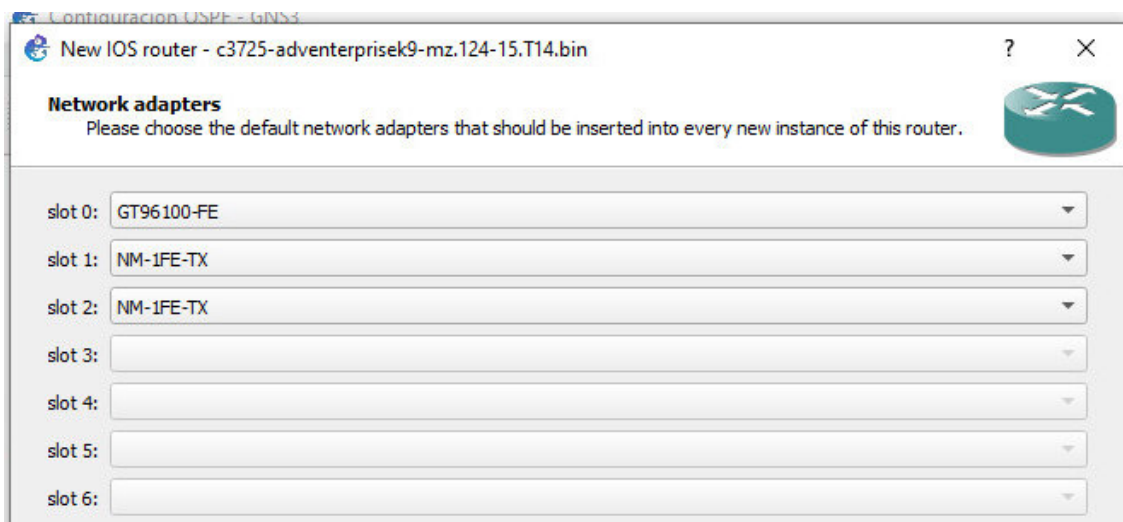 Configuracion OSPF - GNS3
New IOS router - c3725-adventerprisek9-mz.124-15.T14.bin ? ×
Network adapters
Please choose the default network adapters that should be inserted into every new instance of this router.
slot 0: GT96100-FE
slot 1: NM-1FE-TX
slot 2: NM-1FE-TX
slot 3:
slot 4:
slot 5:
slot 6: